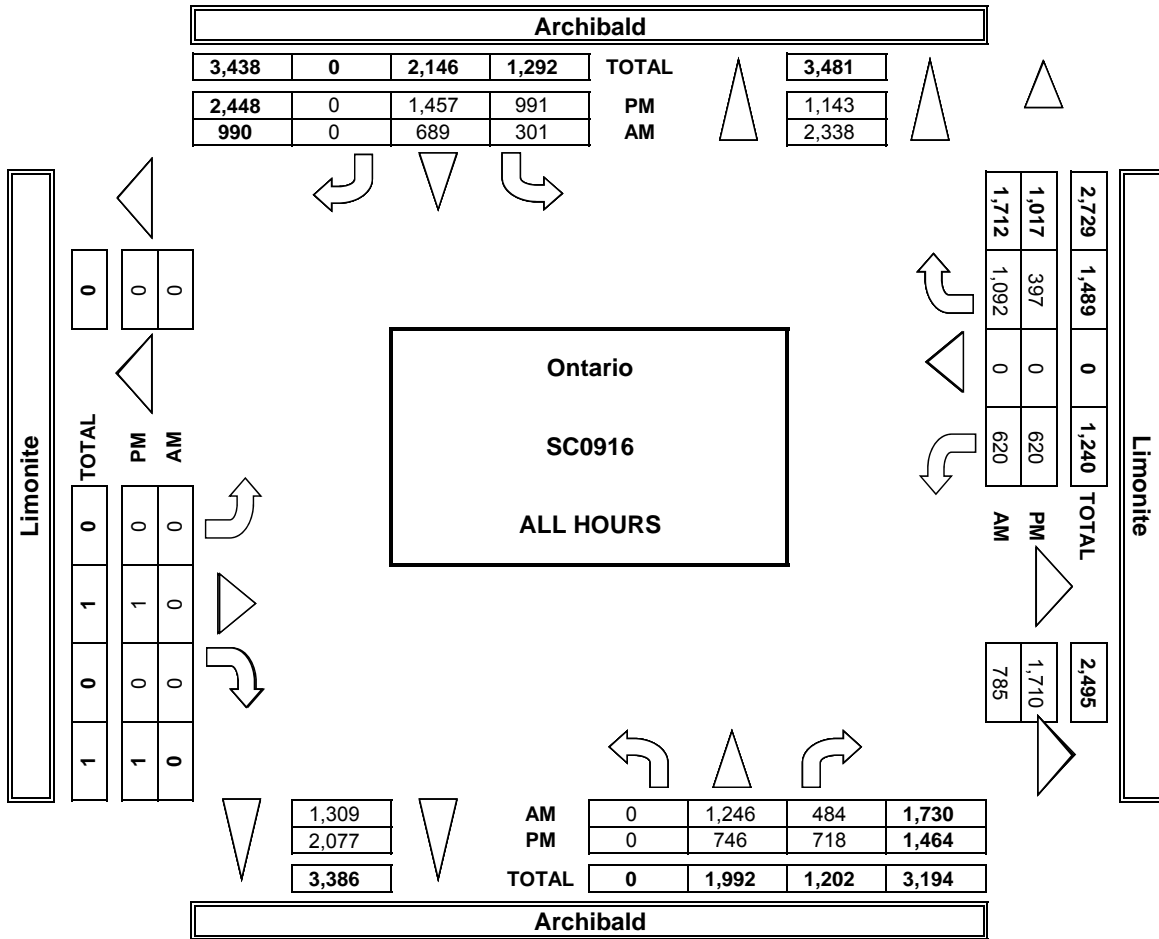 Archibald
3,438 0 2,146 1,292 TOTAL 3,481
2,448 0 1,457 991 PM 1,143
990 0 689 301 AM 2,338
Limonite
TOTAL PM AM
0 0 0
0 0 0
1 1 0
0 0 0
1 1 0
Ontario
SC0916
ALL HOURS
Limonite
2,729 1,489 0 1,240 TOTAL 2,495
1,017 397 0 620 PM 1,710
1,712 1,092 0 620 AM 785
1,309 AM 0 1,246 484 1,730
2,077 PM 0 746 718 1,464
3,386 TOTAL 0 1,992 1,202 3,194
Archibald